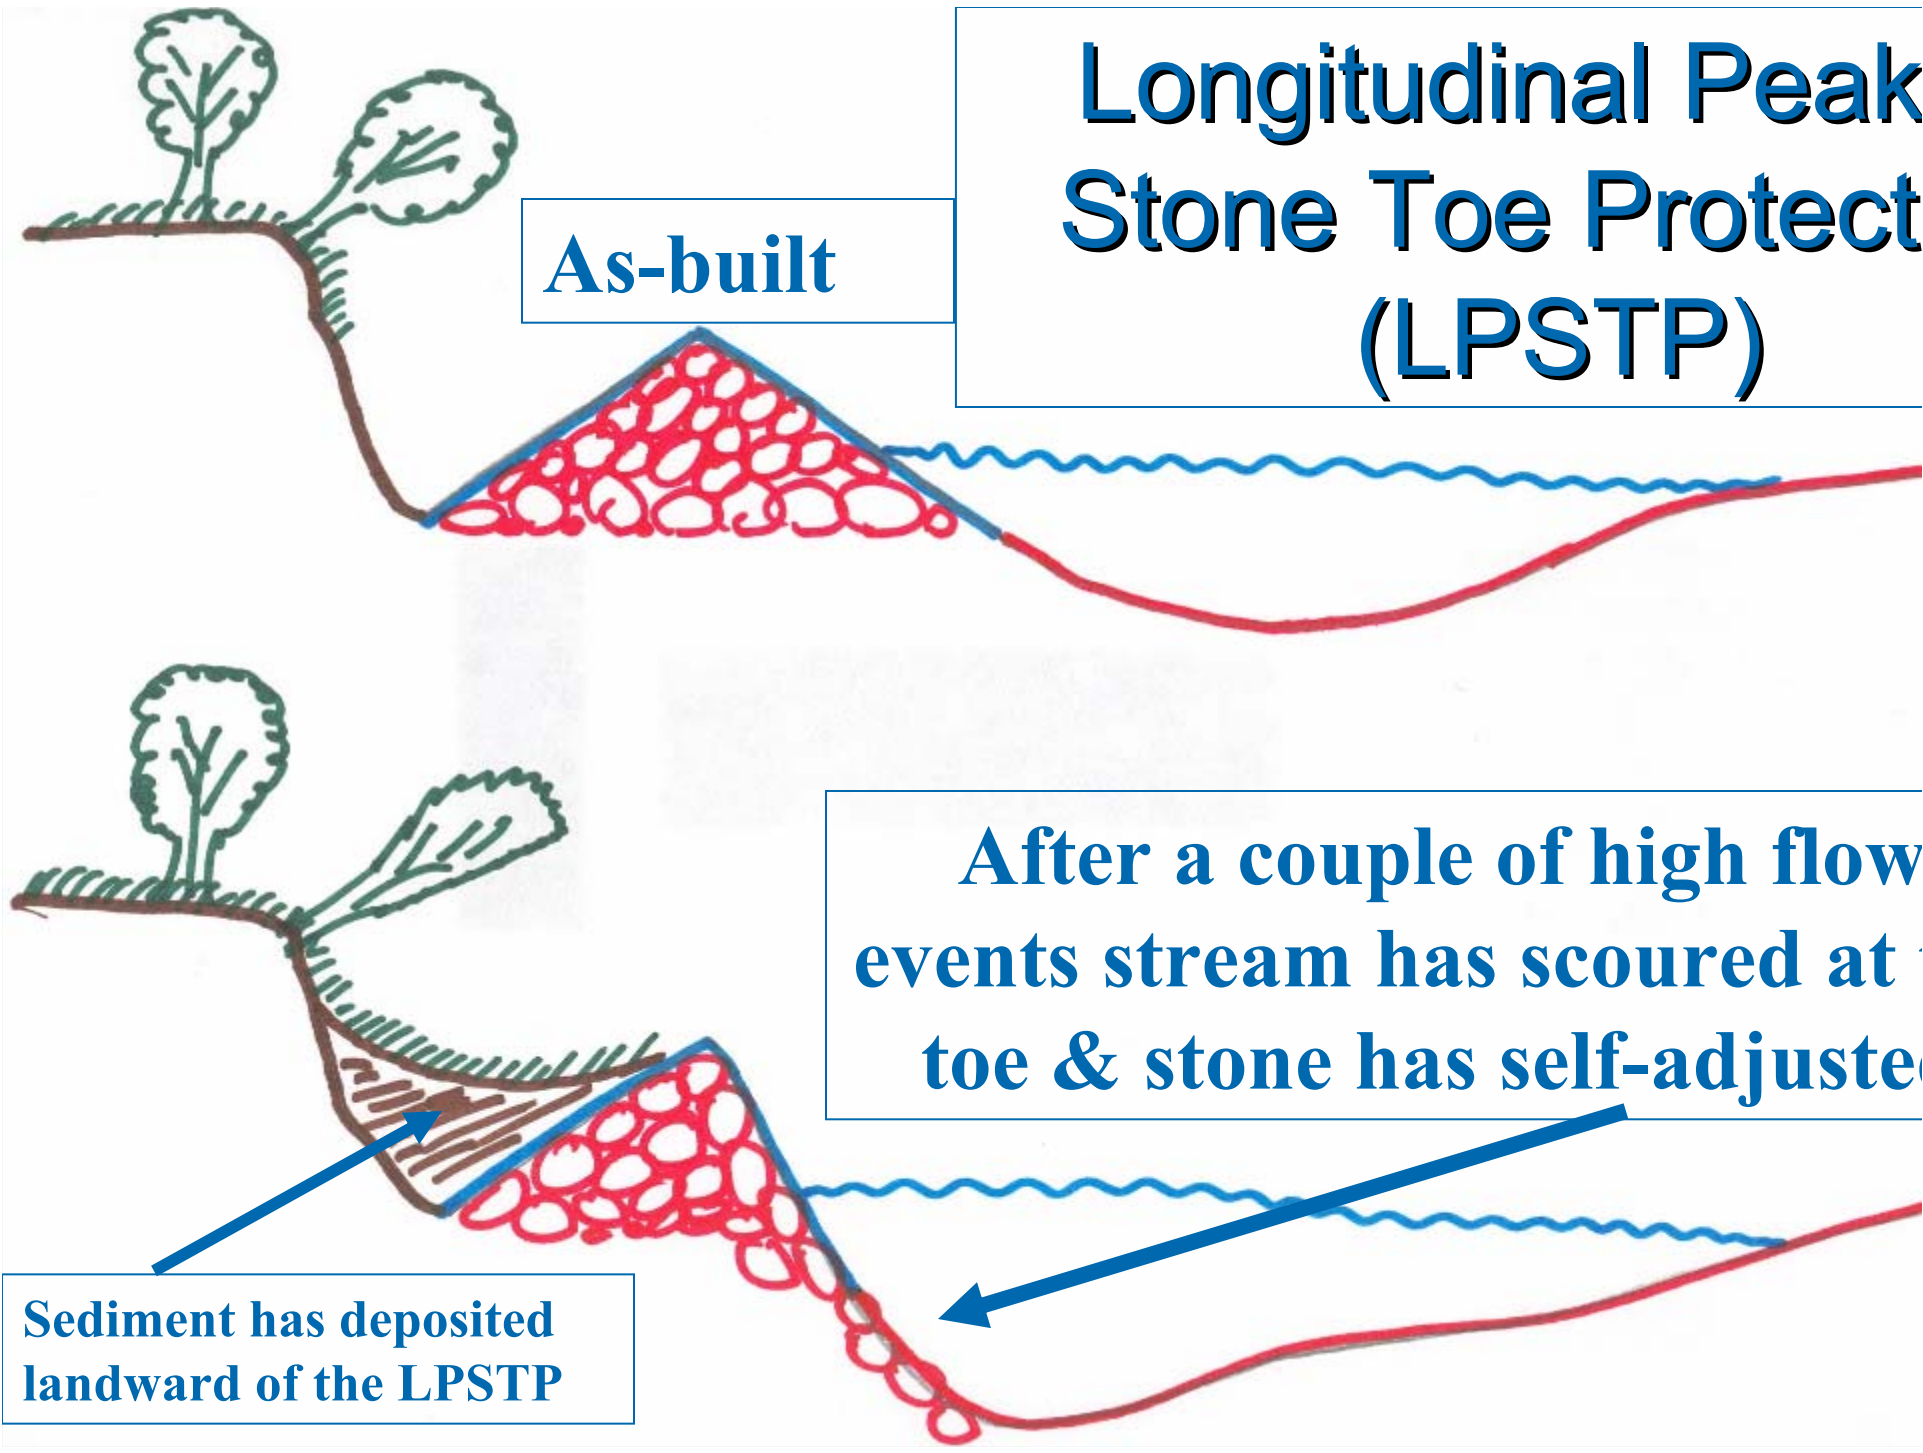 Longitudinal Peak
Stone Toe Protect
(LPSTP)
As-built
After a couple of high flow
events stream has scoured at
toe & stone has self-adjuste
Sediment has deposited
landward of the LPSTP